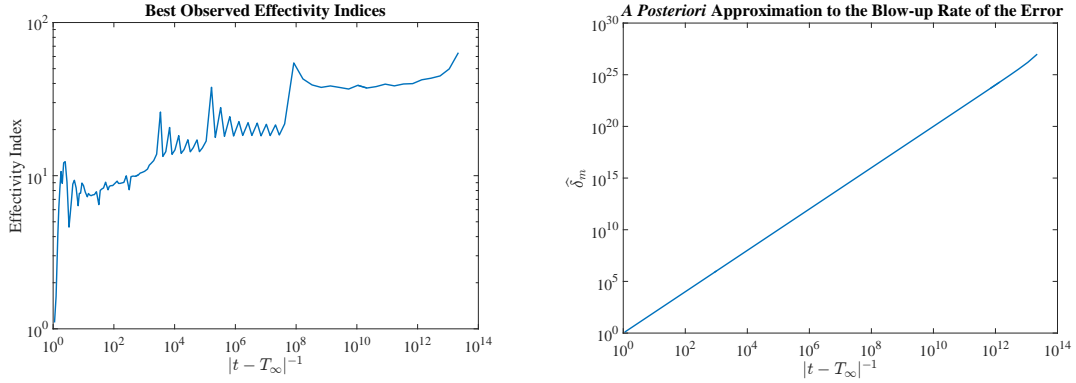 Best Observed Effectivity Indices
Effectivity Index
10^2
10^1
10^0
10^0 10^2 10^4 10^6 10^8 10^10 10^12 10^14
|t − T_∞|^−1
A Posteriori Approximation to the Blow-up Rate of the Error
δ̂_m
10^30
10^25
10^20
10^15
10^10
10^5
10^0
10^0 10^2 10^4 10^6 10^8 10^10 10^12 10^14
|t − T_∞|^−1